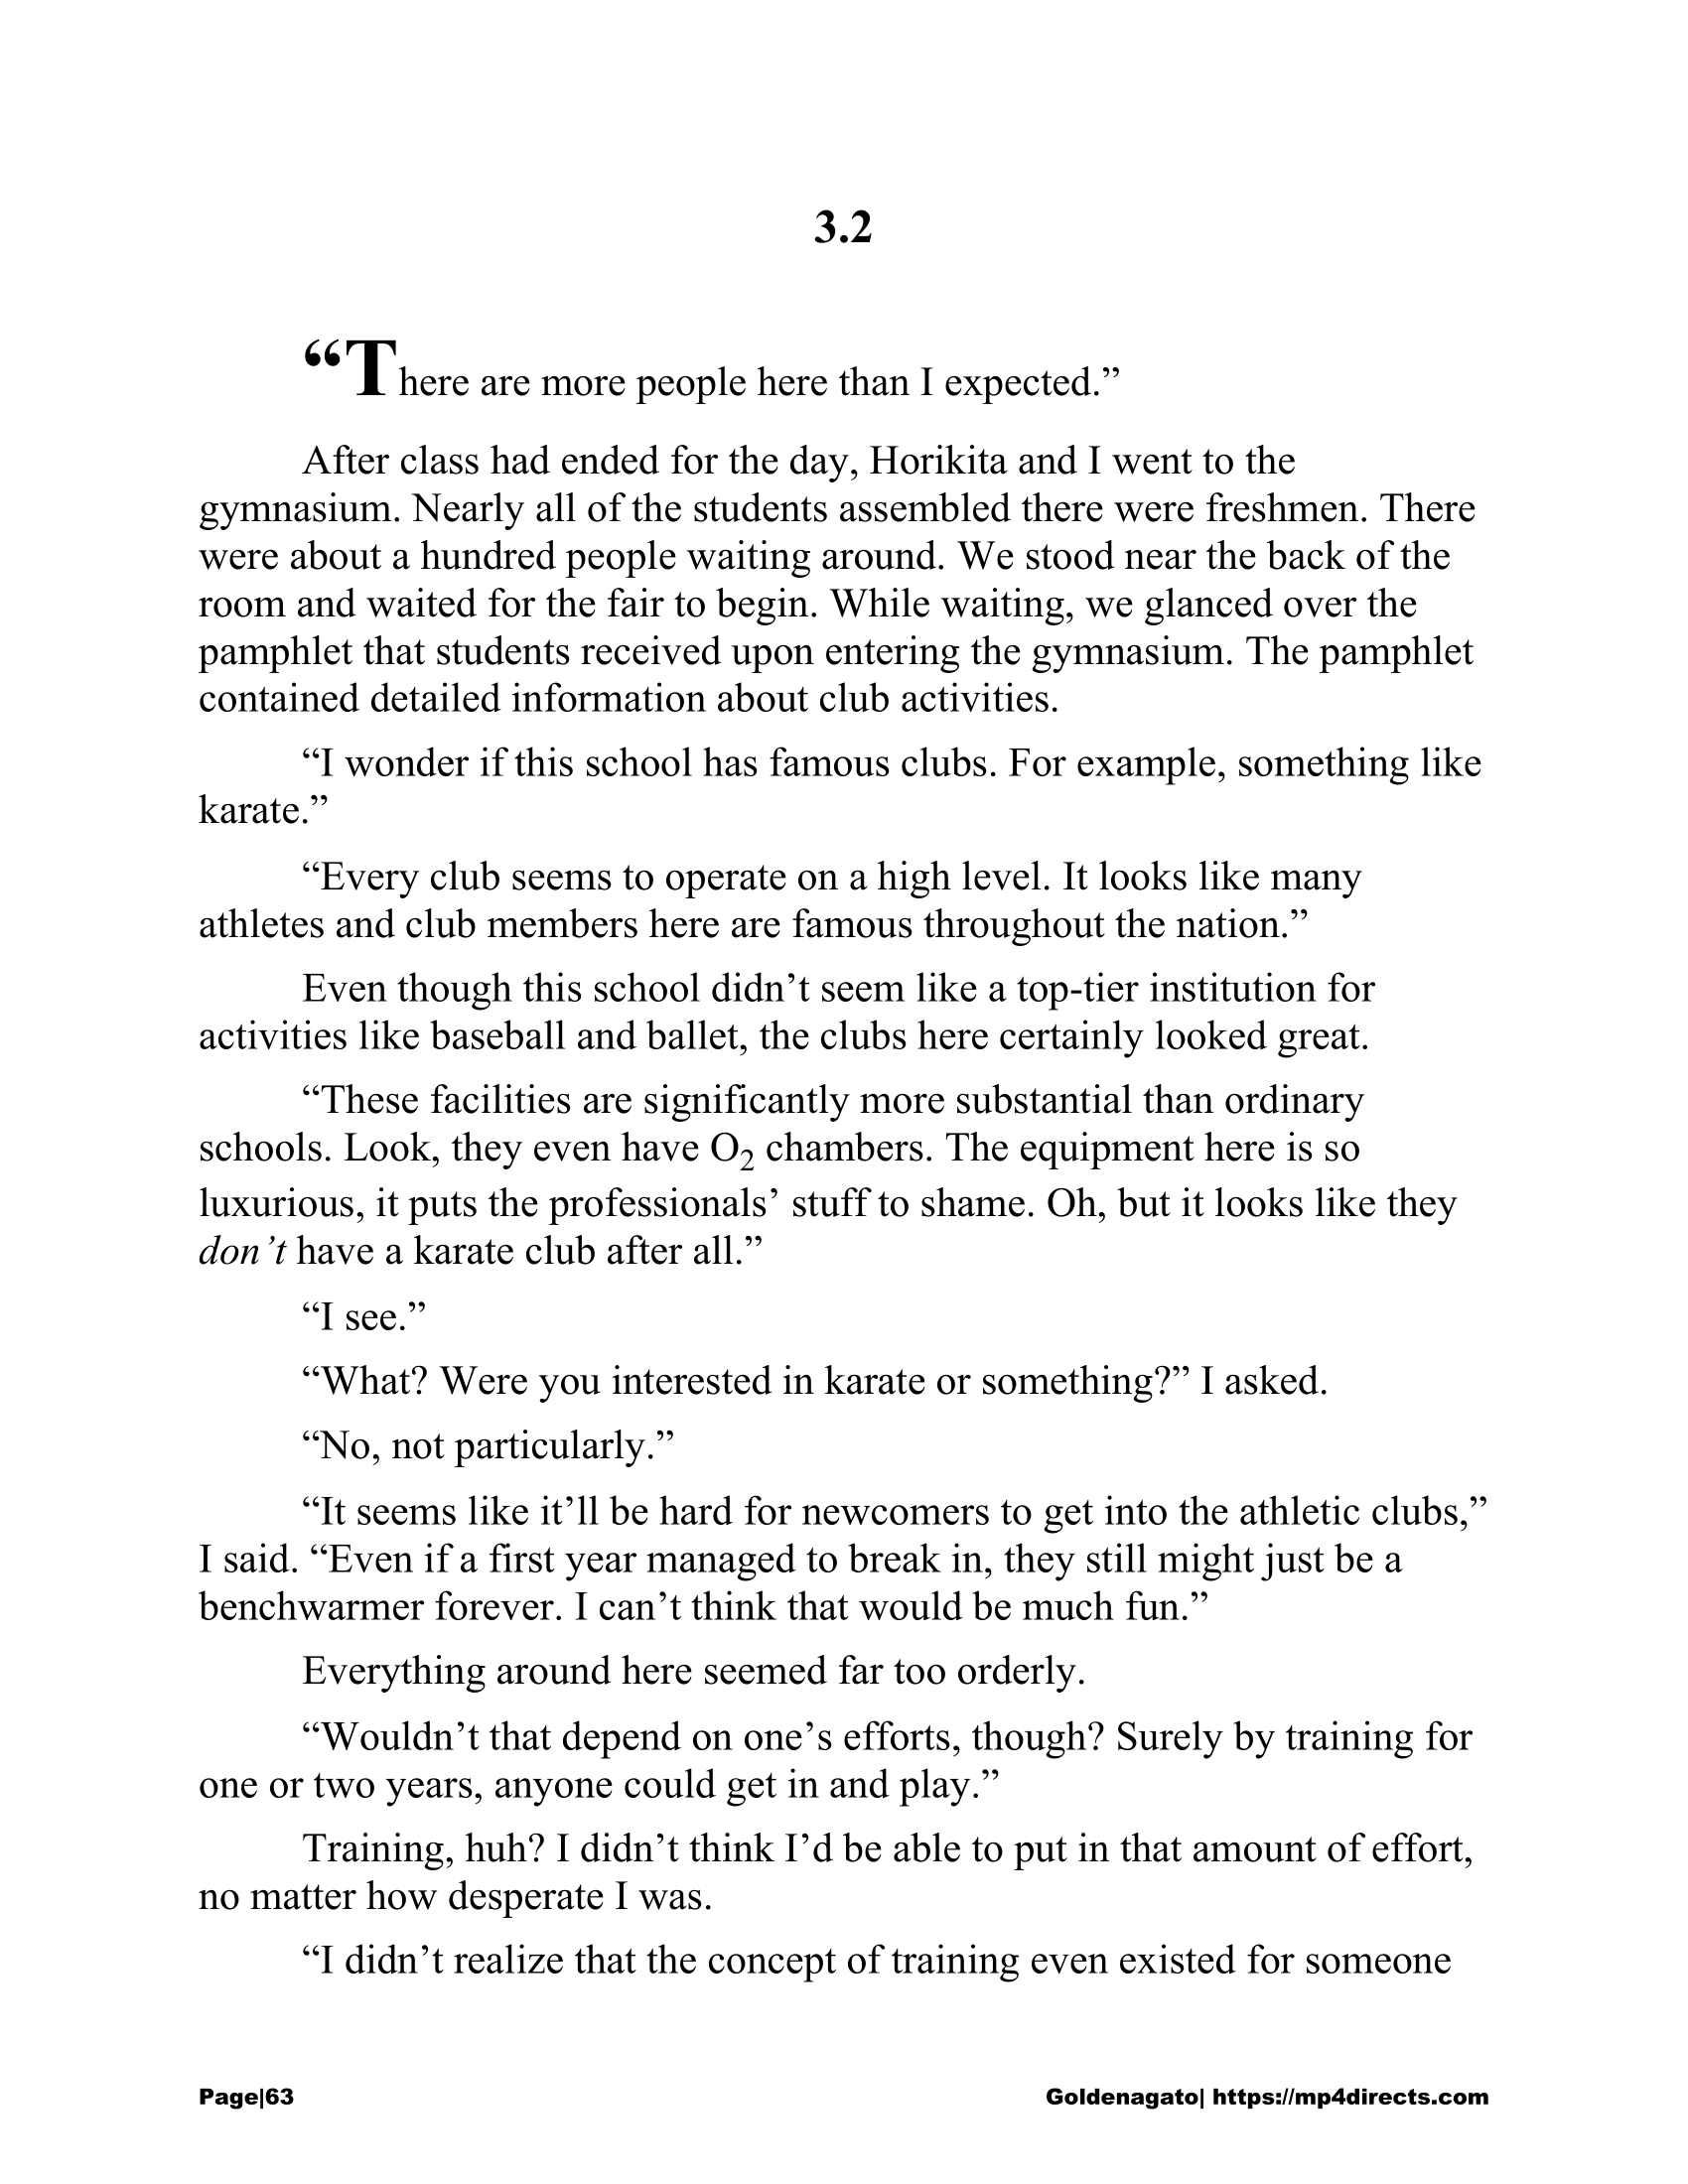 3.2
“There are more people here than I expected.”
After class had ended for the day, Horikita and I went to the
gymnasium. Nearly all of the students assembled there were freshmen. There
were about a hundred people waiting around. We stood near the back of the
room and waited for the fair to begin. While waiting, we glanced over the
pamphlet that students received upon entering the gymnasium. The pamphlet
contained detailed information about club activities.
“I wonder if this school has famous clubs. For example, something like
karate.”
“Every club seems to operate on a high level. It looks like many
athletes and club members here are famous throughout the nation.”
Even though this school didn’t seem like a top-tier institution for
activities like baseball and ballet, the clubs here certainly looked great.
“These facilities are significantly more substantial than ordinary
schools. Look, they even have O₂ chambers. The equipment here is so
luxurious, it puts the professionals’ stuff to shame. Oh, but it looks like they
don’t have a karate club after all.”
“I see.”
“What? Were you interested in karate or something?” I asked.
“No, not particularly.”
“It seems like it’ll be hard for newcomers to get into the athletic clubs,”
I said. “Even if a first year managed to break in, they still might just be a
benchwarmer forever. I can’t think that would be much fun.”
Everything around here seemed far too orderly.
“Wouldn’t that depend on one’s efforts, though? Surely by training for
one or two years, anyone could get in and play.”
Training, huh? I didn’t think I’d be able to put in that amount of effort,
no matter how desperate I was.
“I didn’t realize that the concept of training even existed for someone
Page|63 Goldenagato| https://mp4directs.com